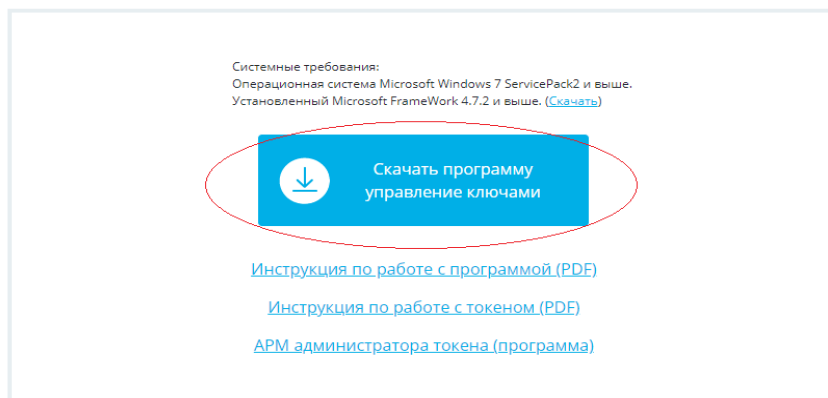 Системные требования:
Операционная система Microsoft Windows 7 ServicePack2 и выше.
Установленный Microsoft FrameWork 4.7.2 и выше. (Скачать)
Скачать программу
управление ключами
Инструкция по работе с программой (PDF)
Инструкция по работе с токеном (PDF)
АРМ администратора токена (программа)